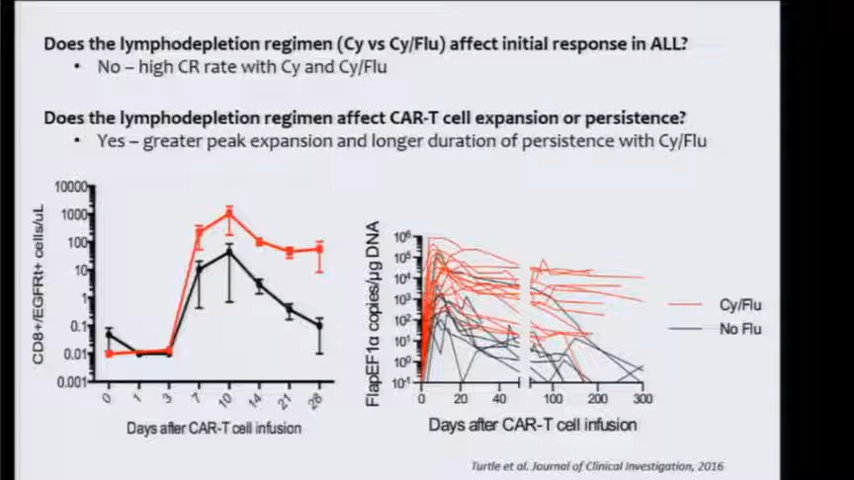 Does the lymphodepletion regimen (Cy vs Cy/Flu) affect initial response in ALL?
• No – high CR rate with Cy and Cy/Flu
Does the lymphodepletion regimen affect CAR-T cell expansion or persistence?
• Yes – greater peak expansion and longer duration of persistence with Cy/Flu
CD8+/EGFRt+ cells/uL
10000
1000
100
10
1
0.1
0.01
0.001
0 1 3 7 10 14 21 28
Days after CAR-T cell infusion
FlapEF1α copies/µg DNA
10⁶
10⁵
10⁴
10³
10²
10¹
10⁰
10⁻¹
0 20 40 100 200 300
Days after CAR-T cell infusion
Cy/Flu
No Flu
Turtle et al. Journal of Clinical Investigation, 2016